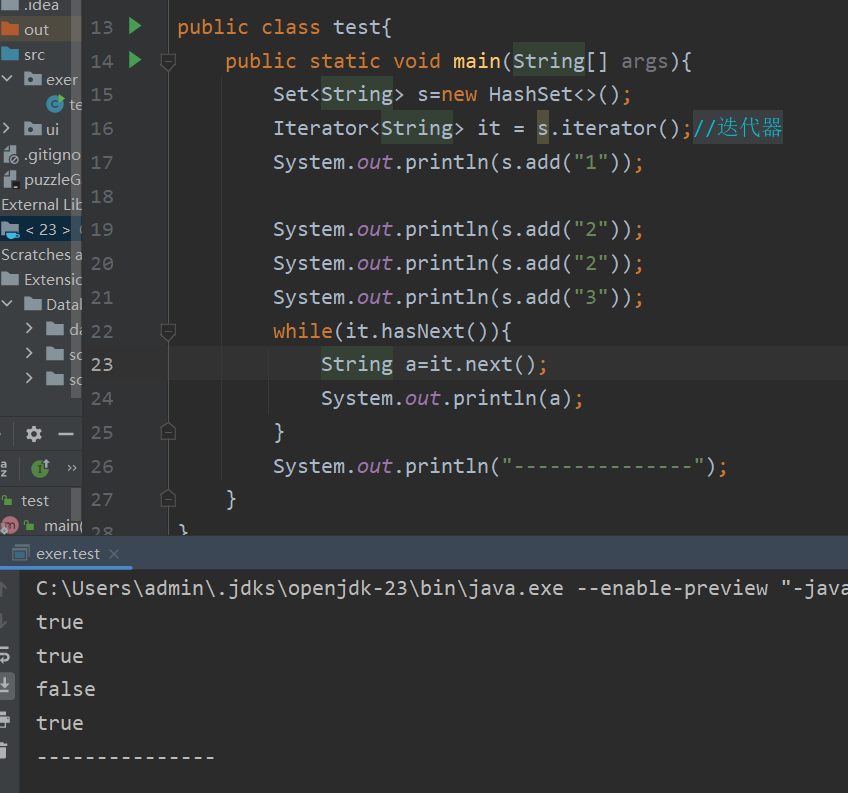 .idea
out
src
exer
te
ui
.gitigno
puzzleG
External Lib
< 23 >
Scratches a
Extensio
Datab
da
sc
sc
test
main(
13 public class test{
14 public static void main(String[] args){
15 Set<String> s=new HashSet<>();
16 Iterator<String> it = s.iterator();//迭代器
17 System.out.println(s.add("1"));
18
19 System.out.println(s.add("2"));
20 System.out.println(s.add("2"));
21 System.out.println(s.add("3"));
22 while(it.hasNext()){
23 String a=it.next();
24 System.out.println(a);
25 }
26 System.out.println("---------------");
27 }
28 }
exer.test
C:\Users\admin\.jdks\openjdk-23\bin\java.exe --enable-preview "-java
true
true
false
true
---------------